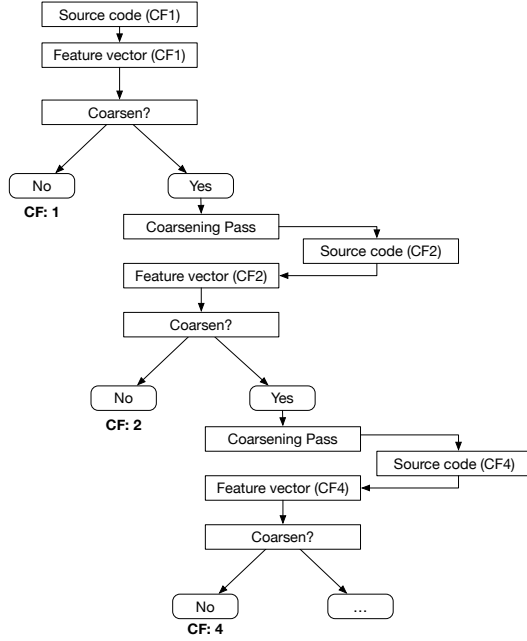 Source code (CF1)
Feature vector (CF1)
Coarsen?
No
Yes
CF: 1
Coarsening Pass
Source code (CF2)
Feature vector (CF2)
Coarsen?
No
Yes
CF: 2
Coarsening Pass
Source code (CF4)
Feature vector (CF4)
Coarsen?
No
...
CF: 4